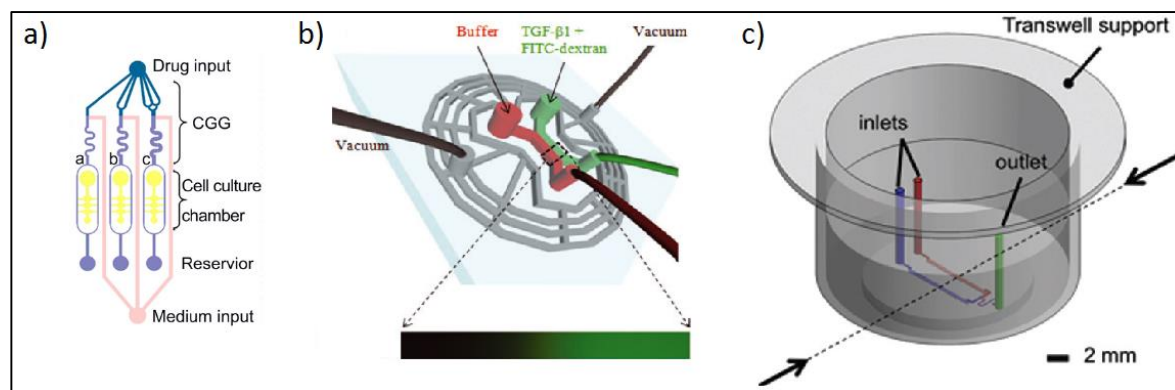 a)
Drug input
CGG
a
b
c
Cell culture
chamber
Reservior
Medium input
b)
Buffer
TGF-β1 +
FITC-dextran
Vacuum
Vacuum
c)
Transwell support
inlets
outlet
2 mm